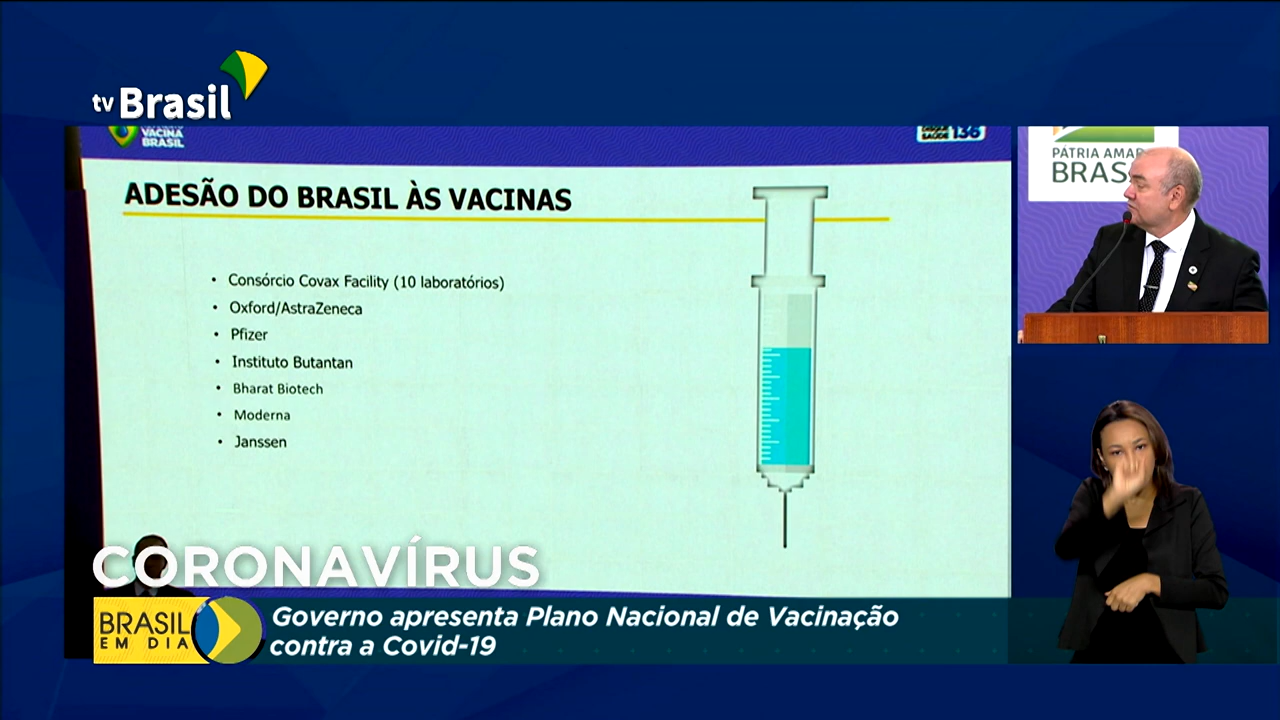 tv Brasil
VACINA
BRASIL
SAÚDE 136
ADESÃO DO BRASIL ÀS VACINAS
• Consórcio Covax Facility (10 laboratórios)
• Oxford/AstraZeneca
• Pfizer
• Instituto Butantan
• Bharat Biotech
• Moderna
• Janssen
PÁTRIA AMA
BRAS
CORONAVÍRUS
BRASIL
EM DIA
Governo apresenta Plano Nacional de Vacinação
contra a Covid-19